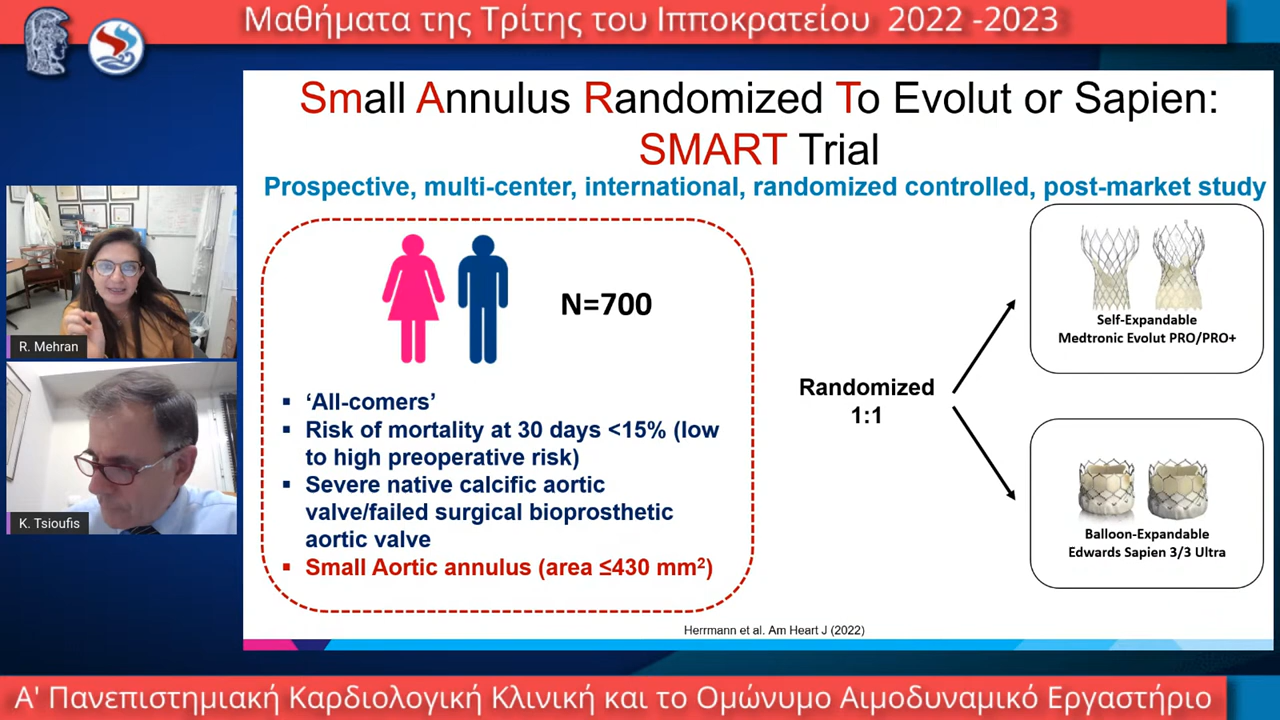 Μαθήματα της Τρίτης του Ιπποκρατείου 2022 -2023
Small Annulus Randomized To Evolut or Sapien:
SMART Trial
Prospective, multi-center, international, randomized controlled, post-market study
N=700
▪ ‘All-comers’
▪ Risk of mortality at 30 days <15% (low
to high preoperative risk)
▪ Severe native calcific aortic
valve/failed surgical bioprosthetic
aortic valve
▪ Small Aortic annulus (area ≤430 mm²)
Randomized
1:1
Self-Expandable
Medtronic Evolut PRO/PRO+
Balloon-Expandable
Edwards Sapien 3/3 Ultra
Herrmann et al. Am Heart J (2022)
R. Mehran
K. Tsioufis
Α' Πανεπιστημιακή Καρδιολογική Κλινική και το Ομώνυμο Αιμοδυναμικό Εργαστήριο